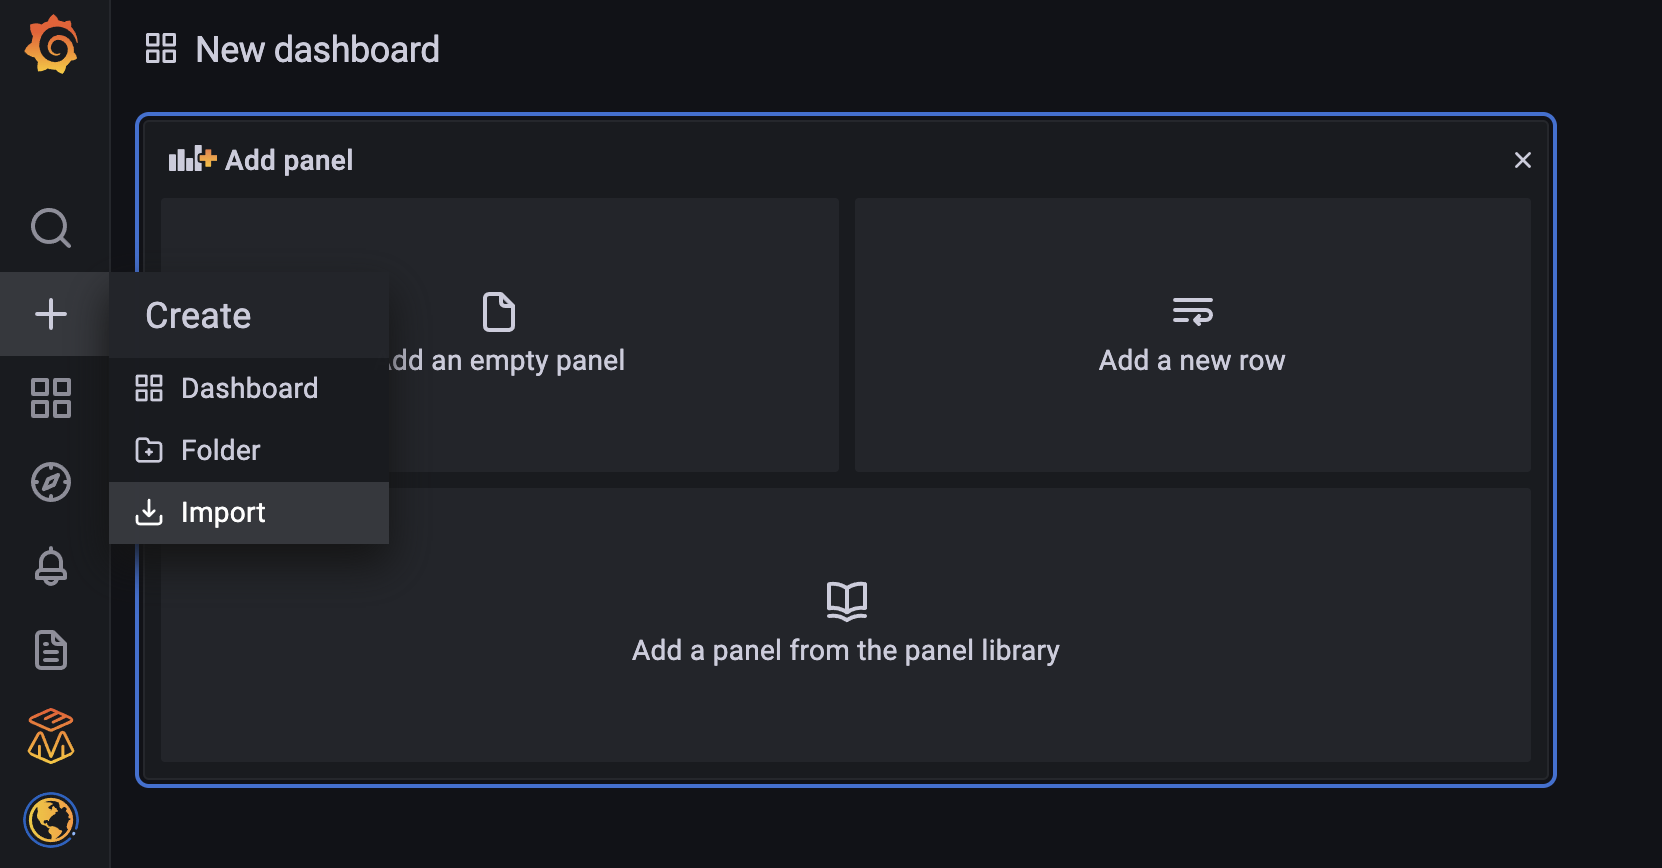 New dashboard
Add panel
Create
Dashboard
Folder
Import
dd an empty panel
Add a new row
Add a panel from the panel library